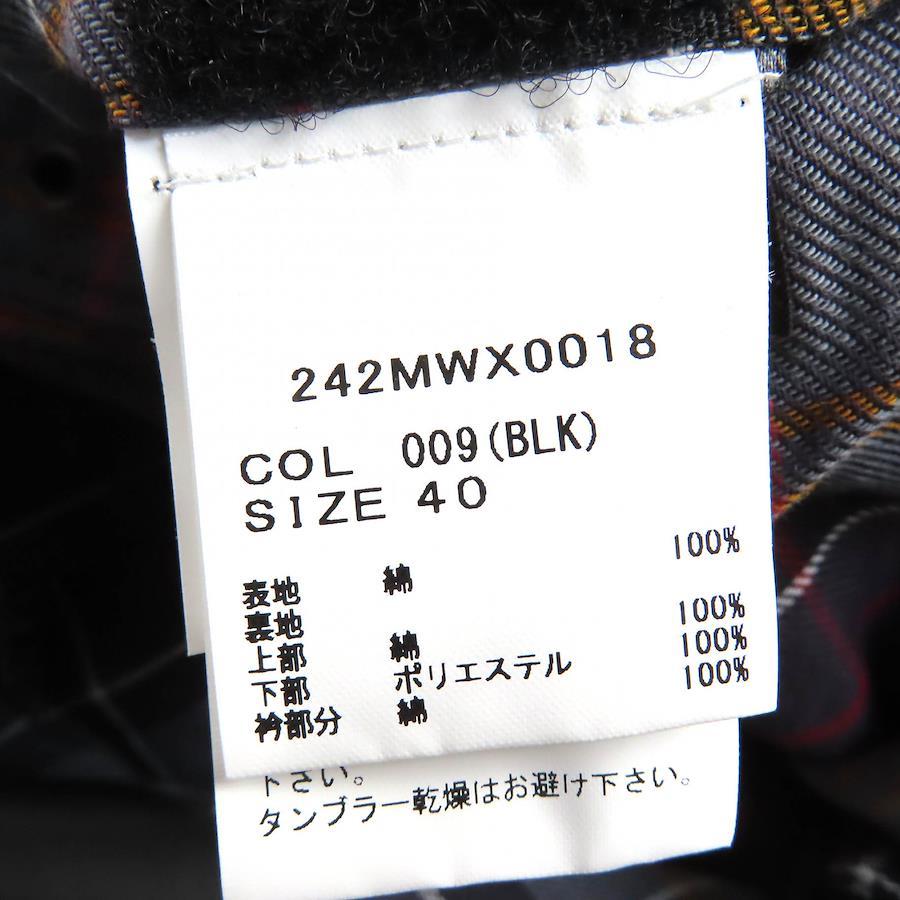 242MWX0018
COL 009(BLK)
SIZE 40
表地 綿 100%
裏地
上部 綿 100%
下部 ポリエステル 100%
衿部分 綿 100%
下さい。
タンブラー乾燥はお避け下さい。